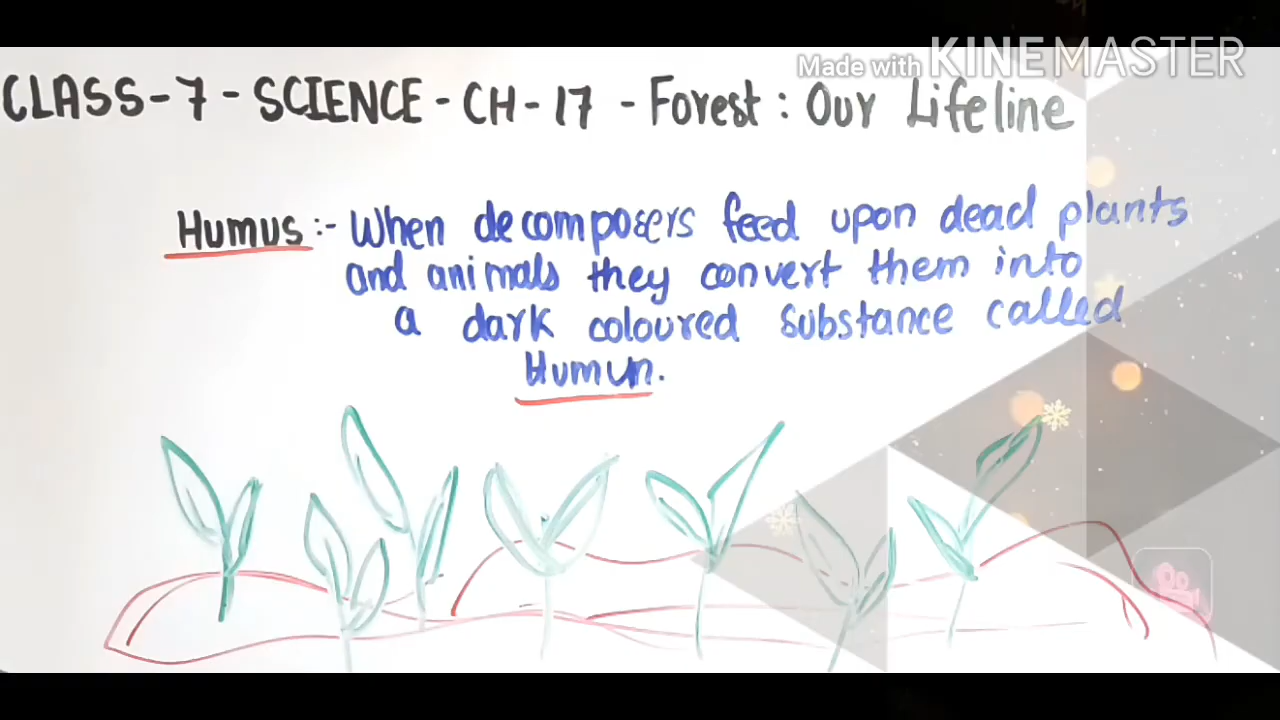 Made with KINEMASTER
CLASS-7-SCIENCE-CH-17-Forest: Our Lifeline
Humus:- When decomposers feed upon dead plants
and animals they convert them into
a dark coloured substance called
Humun.